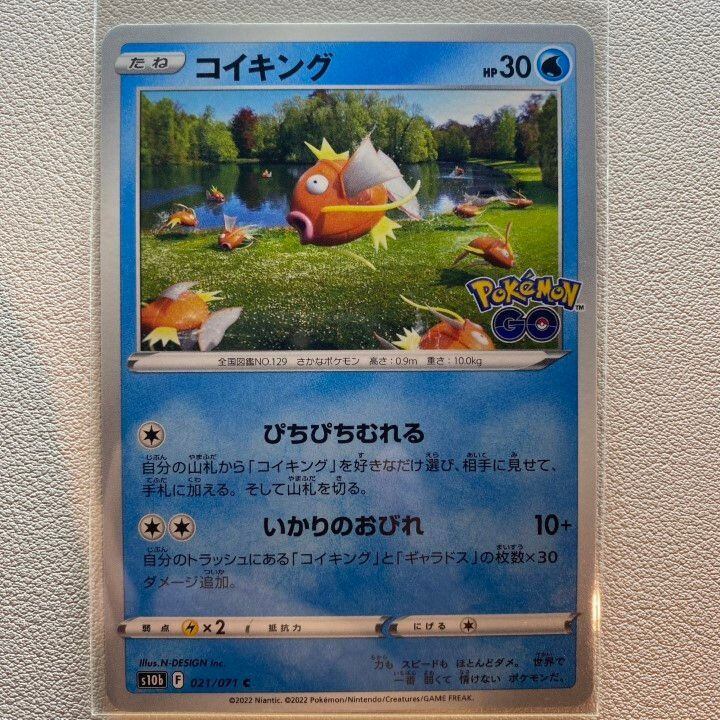 たね コイキング HP30
POKéMON GO™
全国図鑑NO.129 さかなポケモン 高さ:0.9m 重さ:10.0kg
ぴちぴちむれる
自分の山札から「コイキング」を好きなだけ選び、相手に見せて、
手札に加える。そして山札を切る。
いかりのおびれ 10+
自分のトラッシュにある「コイキング」と「ギャラドス」の枚数×30
ダメージ追加。
弱点 ×2 抵抗力 にげる
Illus.N-DESIGN Inc.
力も スピードも ほとんどダメ。世界で
一番 弱くて 情けない ポケモンだ。
s10b F 021/071 C
©2022 Niantic. ©2022 Pokémon/Nintendo/Creatures/GAME FREAK.